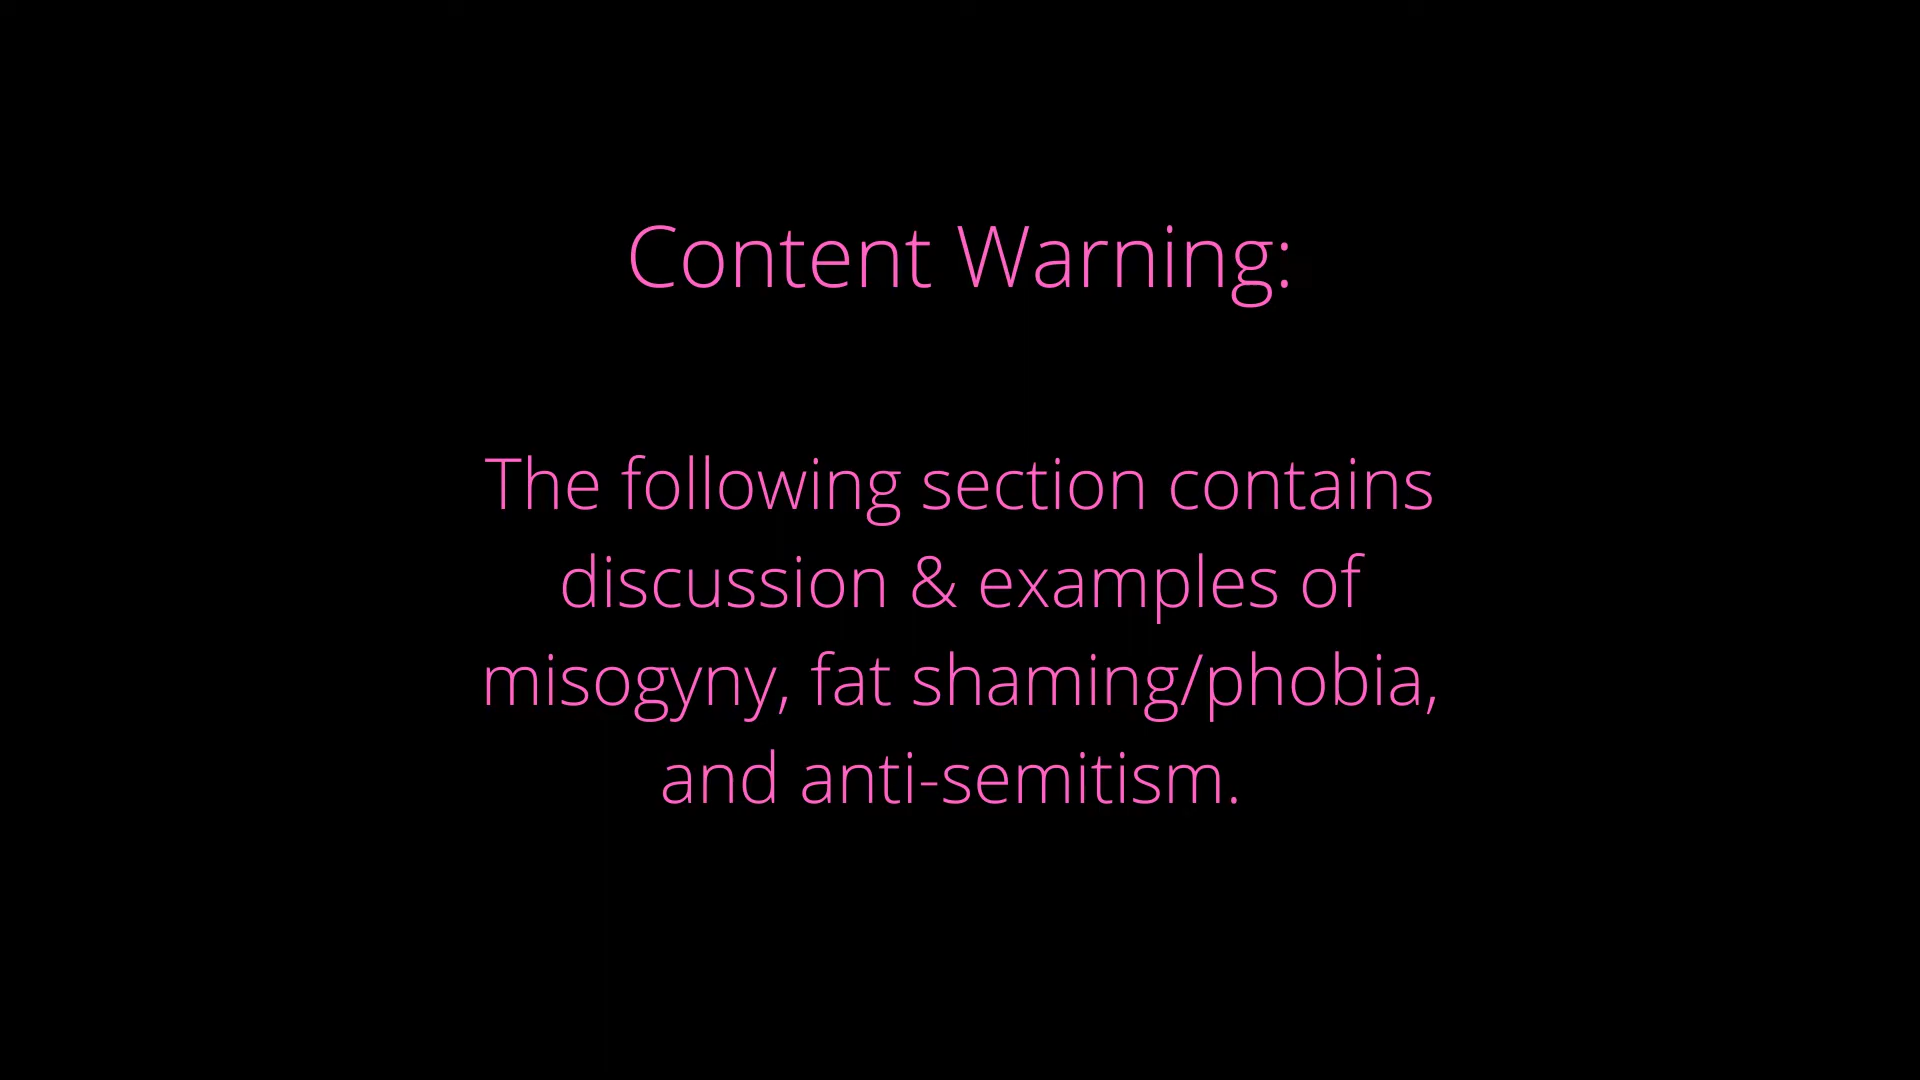 Content Warning:
The following section contains
discussion & examples of
misogyny, fat shaming/phobia,
and anti-semitism.